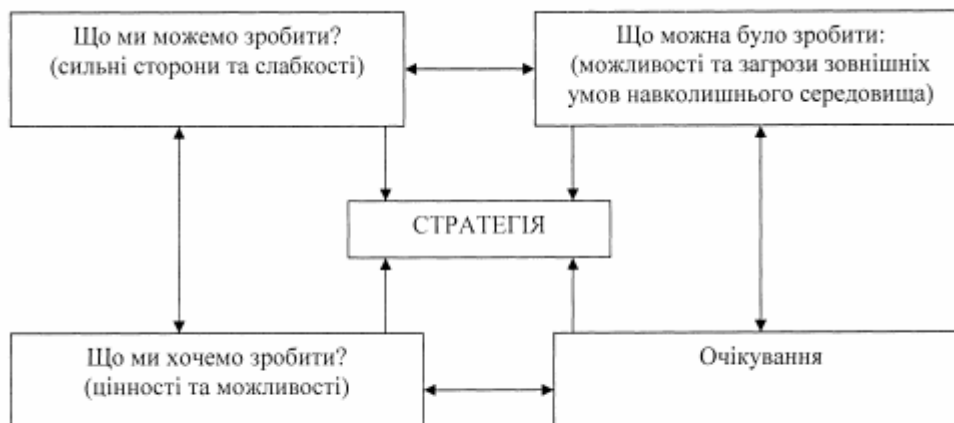 Що ми можемо зробити?
(сильні сторони та слабкості)
Що можна було зробити:
(можливості та загрози зовнішніх
умов навколишнього середовища)
СТРАТЕГІЯ
Що ми хочемо зробити?
(цінності та можливості)
Очікування